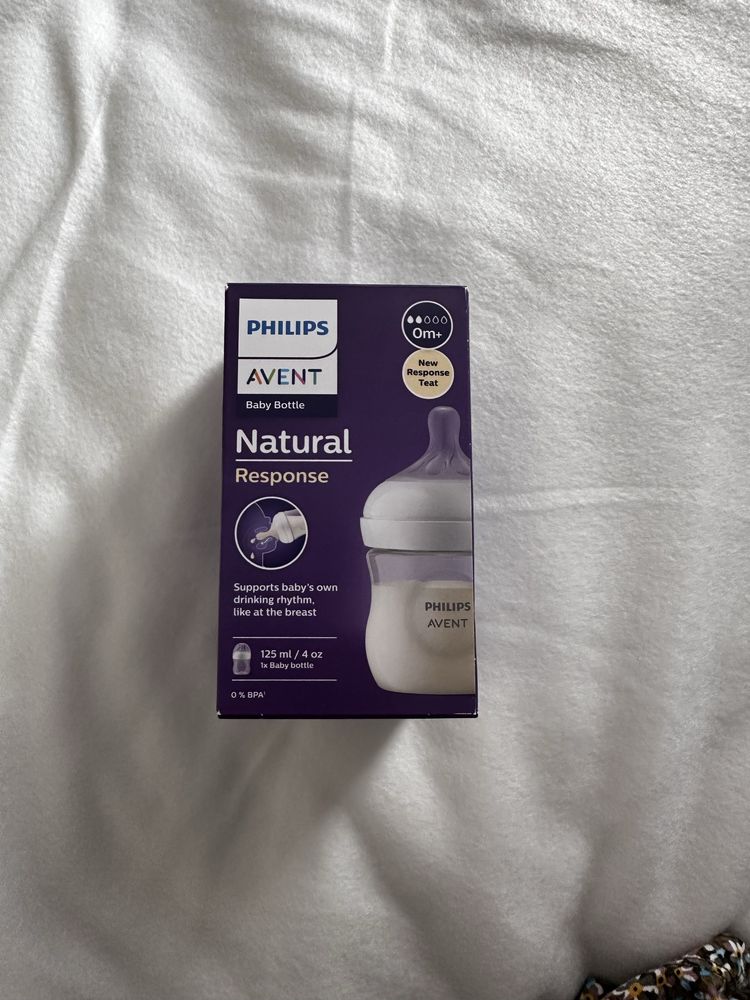 PHILIPS
AVENT
Baby Bottle
0m+
New
Response
Teat
Natural
Response
Supports baby's own
drinking rhythm,
like at the breast
PHILIPS
AVENT
125 ml / 4 oz
1x Baby bottle
0 % BPA¹